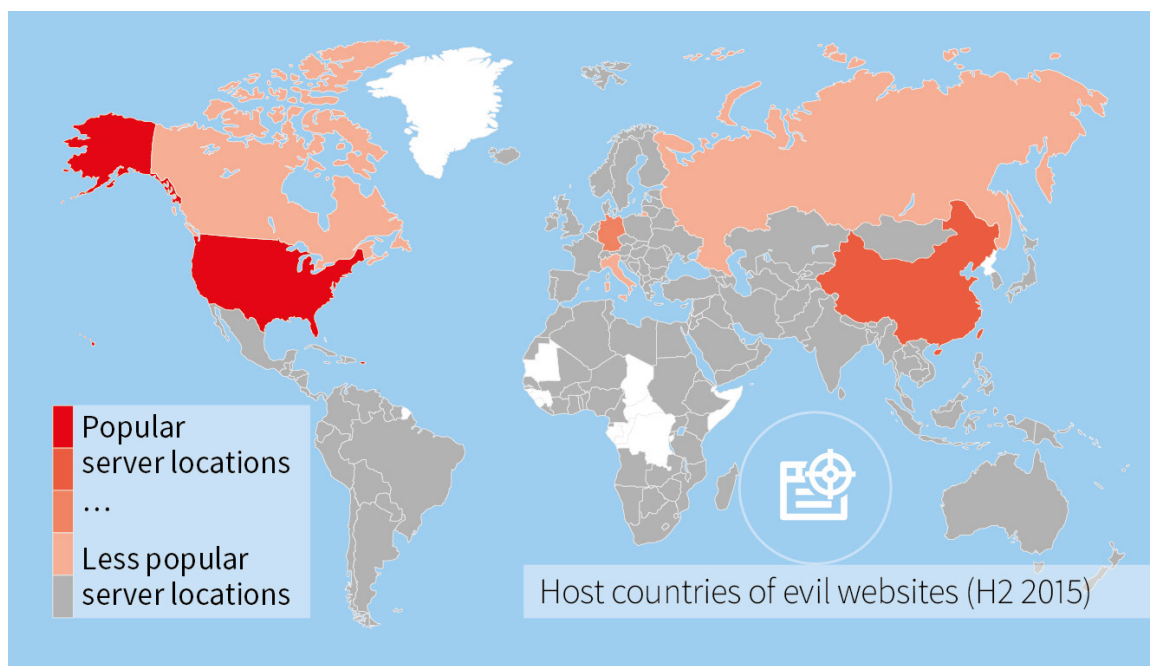 Popular
server locations
...
Less popular
server locations
Host countries of evil websites (H2 2015)